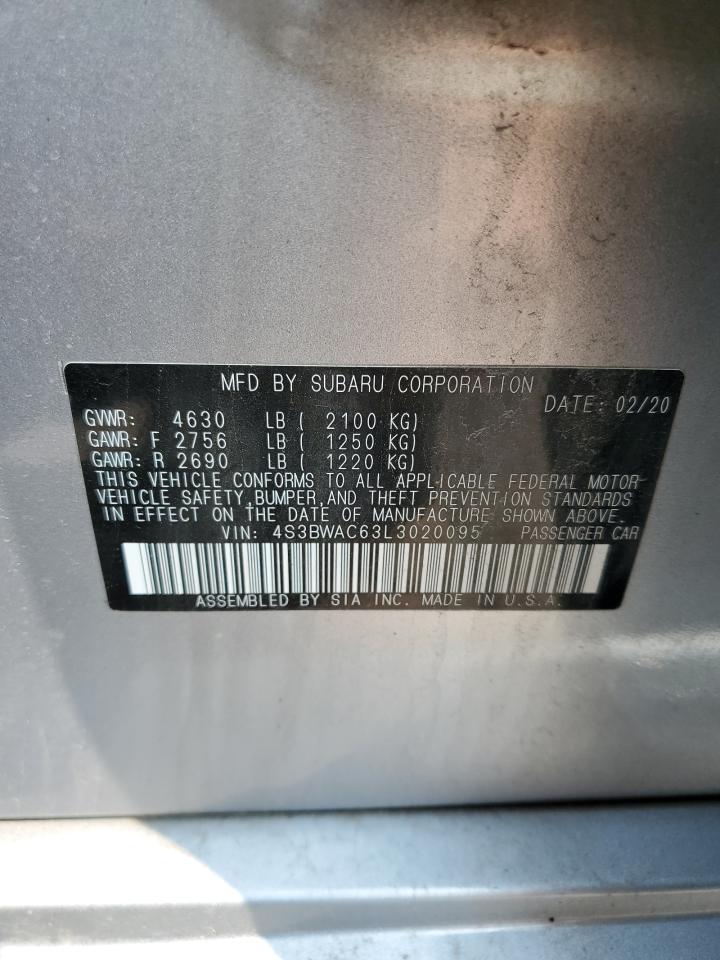 MFD BY SUBARU CORPORATION
DATE: 02/20
GVWR: 4630 LB ( 2100 KG)
GAWR: F 2756 LB ( 1250 KG)
GAWR: R 2690 LB ( 1220 KG)
THIS VEHICLE CONFORMS TO ALL APPLICABLE FEDERAL MOTOR
VEHICLE SAFETY, BUMPER, AND THEFT PREVENTION STANDARDS
IN EFFECT ON THE DATE OF MANUFACTURE SHOWN ABOVE.
VIN: 4S3BWAC63L3020095 PASSENGER CAR
ASSEMBLED BY SIA INC. MADE IN U.S.A.